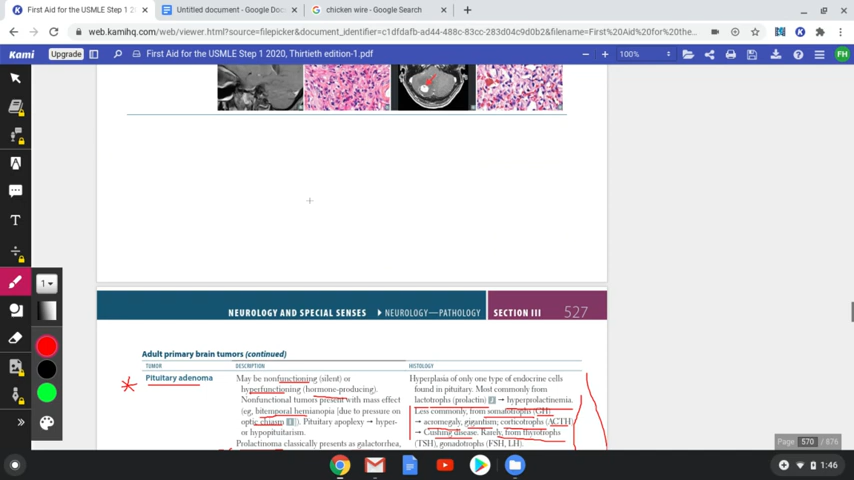 First Aid for the USMLE Step 1 2
Untitled document - Google Doc
chicken wire - Google Search
web.kamihq.com/web/viewer.html?source=filepicker&document_identifier=c1dfdafb-ad44-488c-83cc-283d04c9d0b2&filename=First%20Aid%20for%20the...
Kami Upgrade First Aid for the USMLE Step 1 2020, Thirtieth edition-1.pdf 100% FH
NEUROLOGY AND SPECIAL SENSES ▶ NEUROLOGY—PATHOLOGY SECTION III 527
Adult primary brain tumors (continued)
TUMOR DESCRIPTION HISTOLOGY
Pituitary adenoma
May be nonfunctioning (silent) or
hyperfunctioning (hormone-producing).
Nonfunctional tumors present with mass effect
(eg, bitemporal hemianopia [due to pressure on
optic chiasm I]). Pituitary apoplexy → hyper-
or hypopituitarism.
Prolactinoma classically presents as galactorrhea,
Hyperplasia of only one type of endocrine cells
found in pituitary. Most commonly from
lactotrophs (prolactin) J → hyperprolactinemia.
Less commonly, from somatotrophs (GH)
→ acromegaly, gigantism; corticotrophs (ACTH)
→ Cushing disease. Rarely, from thyrotrophs
(TSH), gonadotrophs (FSH, LH).
1
T
Page 570 / 876
1:46